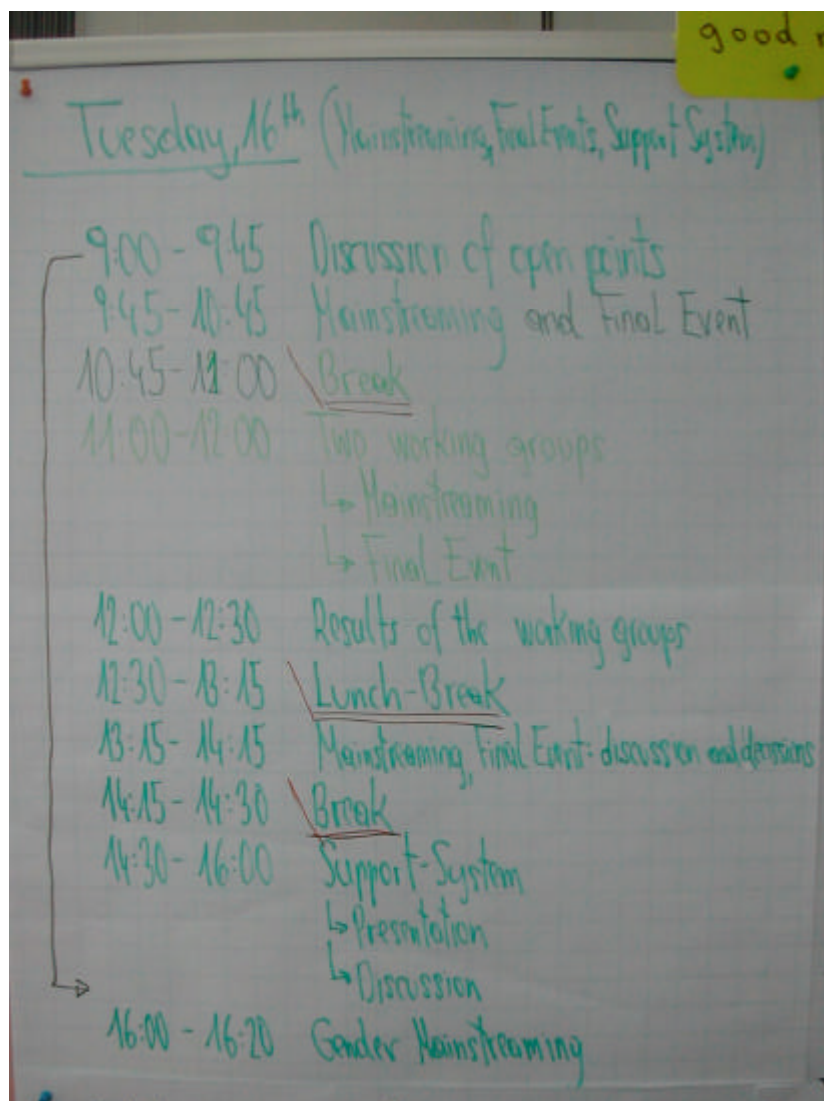 good
Tuesday, 16th (Mainstreaming, Final Events, Support System)
9:00 - 9:45 Discussion of open points
9:45 - 10:45 Mainstreaming and Final Event
10:45 - 11:00 Break
11:00 - 12:00 Two working groups
↳ Mainstreaming
↳ Final Event
12:00 - 12:30 Results of the working groups
12:30 - 13:15 Lunch-Break
13:15 - 14:15 Mainstreaming, Final Event: discussion and decisions
14:15 - 14:30 Break
14:30 - 16:00 Support-System
↳ Presentation
↳ Discussion
16:00 - 16:20 Gender Mainstreaming